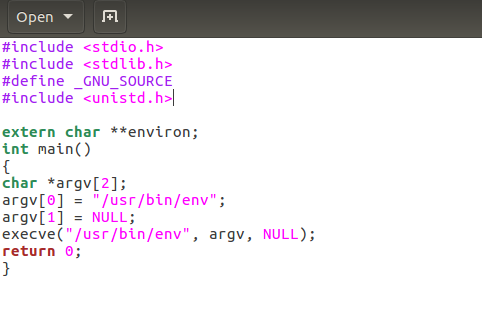 Open
#include <stdio.h>
#include <stdlib.h>
#define _GNU_SOURCE
#include <unistd.h>
extern char **environ;
int main()
{
char *argv[2];
argv[0] = "/usr/bin/env";
argv[1] = NULL;
execve("/usr/bin/env", argv, NULL);
return 0;
}